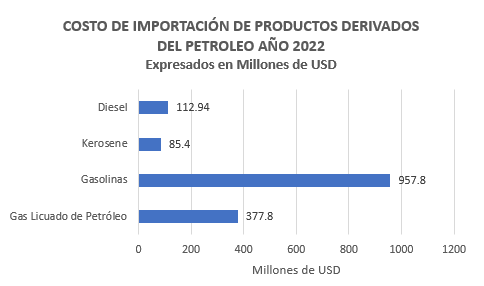 COSTO DE IMPORTACIÓN DE PRODUCTOS DERIVADOS
DEL PETROLEO AÑO 2022
Expresados en Millones de USD
Diesel 112.94
Kerosene 85.4
Gasolinas 957.8
Gas Licuado de Petróleo 377.8
0 200 400 600 800 1000 1200
Millones de USD